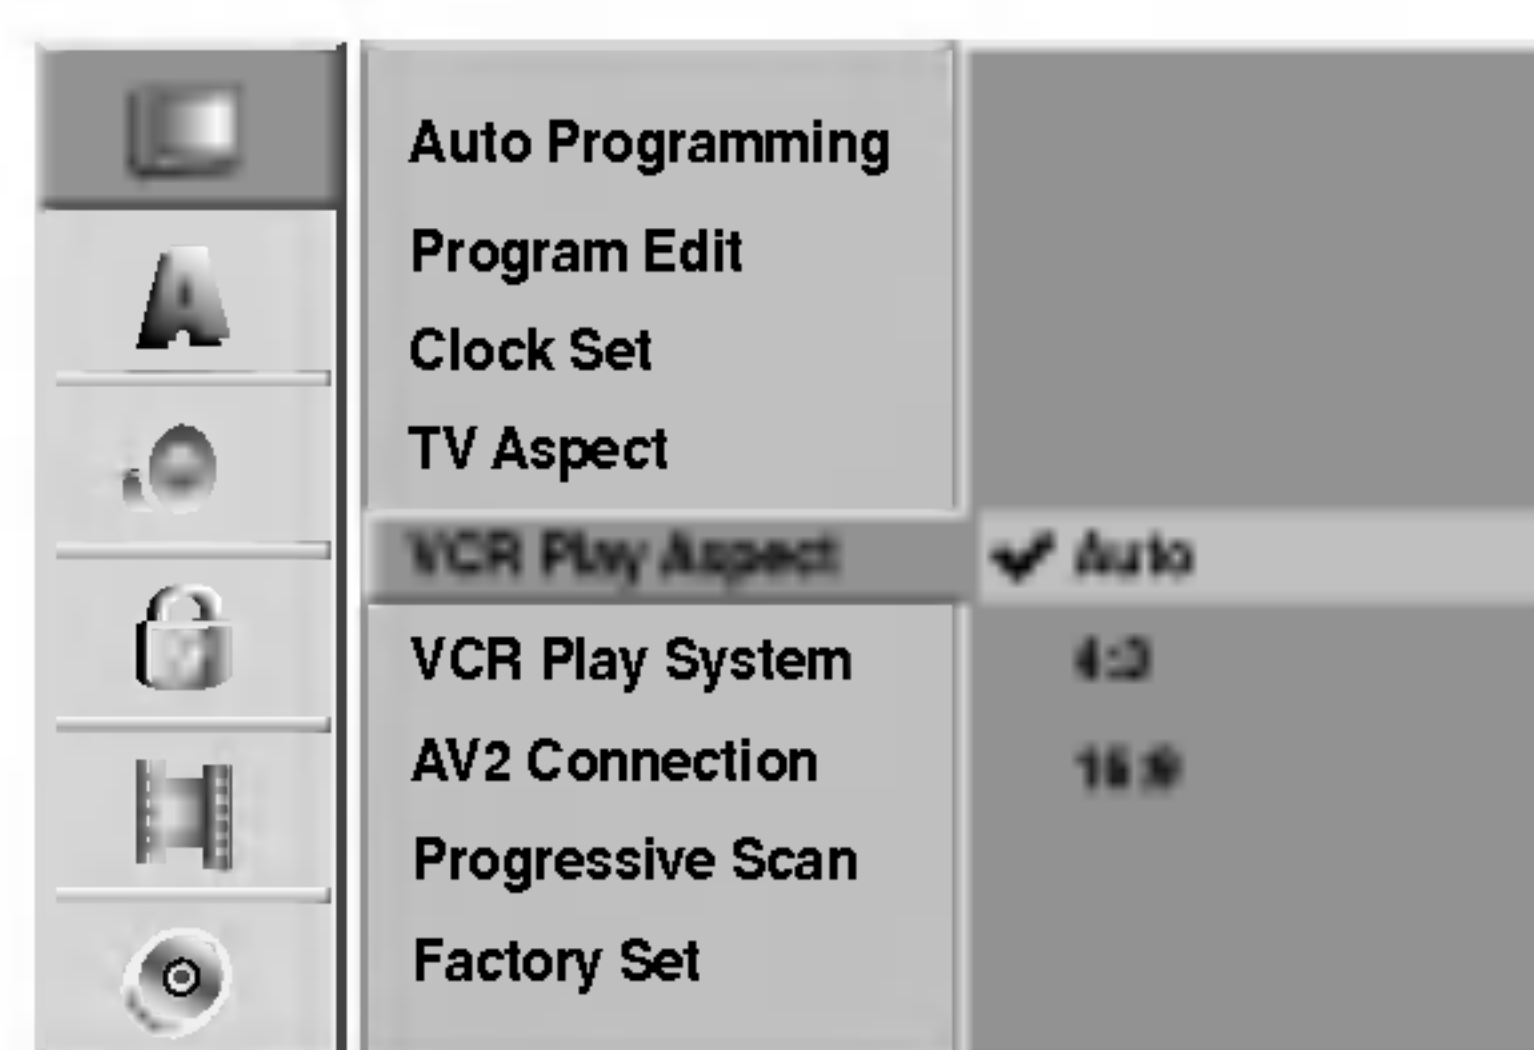 Auto Programming
Program Edit
Clock Set
TV Aspect
VCR Play Aspect
Auto
VCR Play System
4:3
AV2 Connection
16:9
Progressive Scan
Factory Set